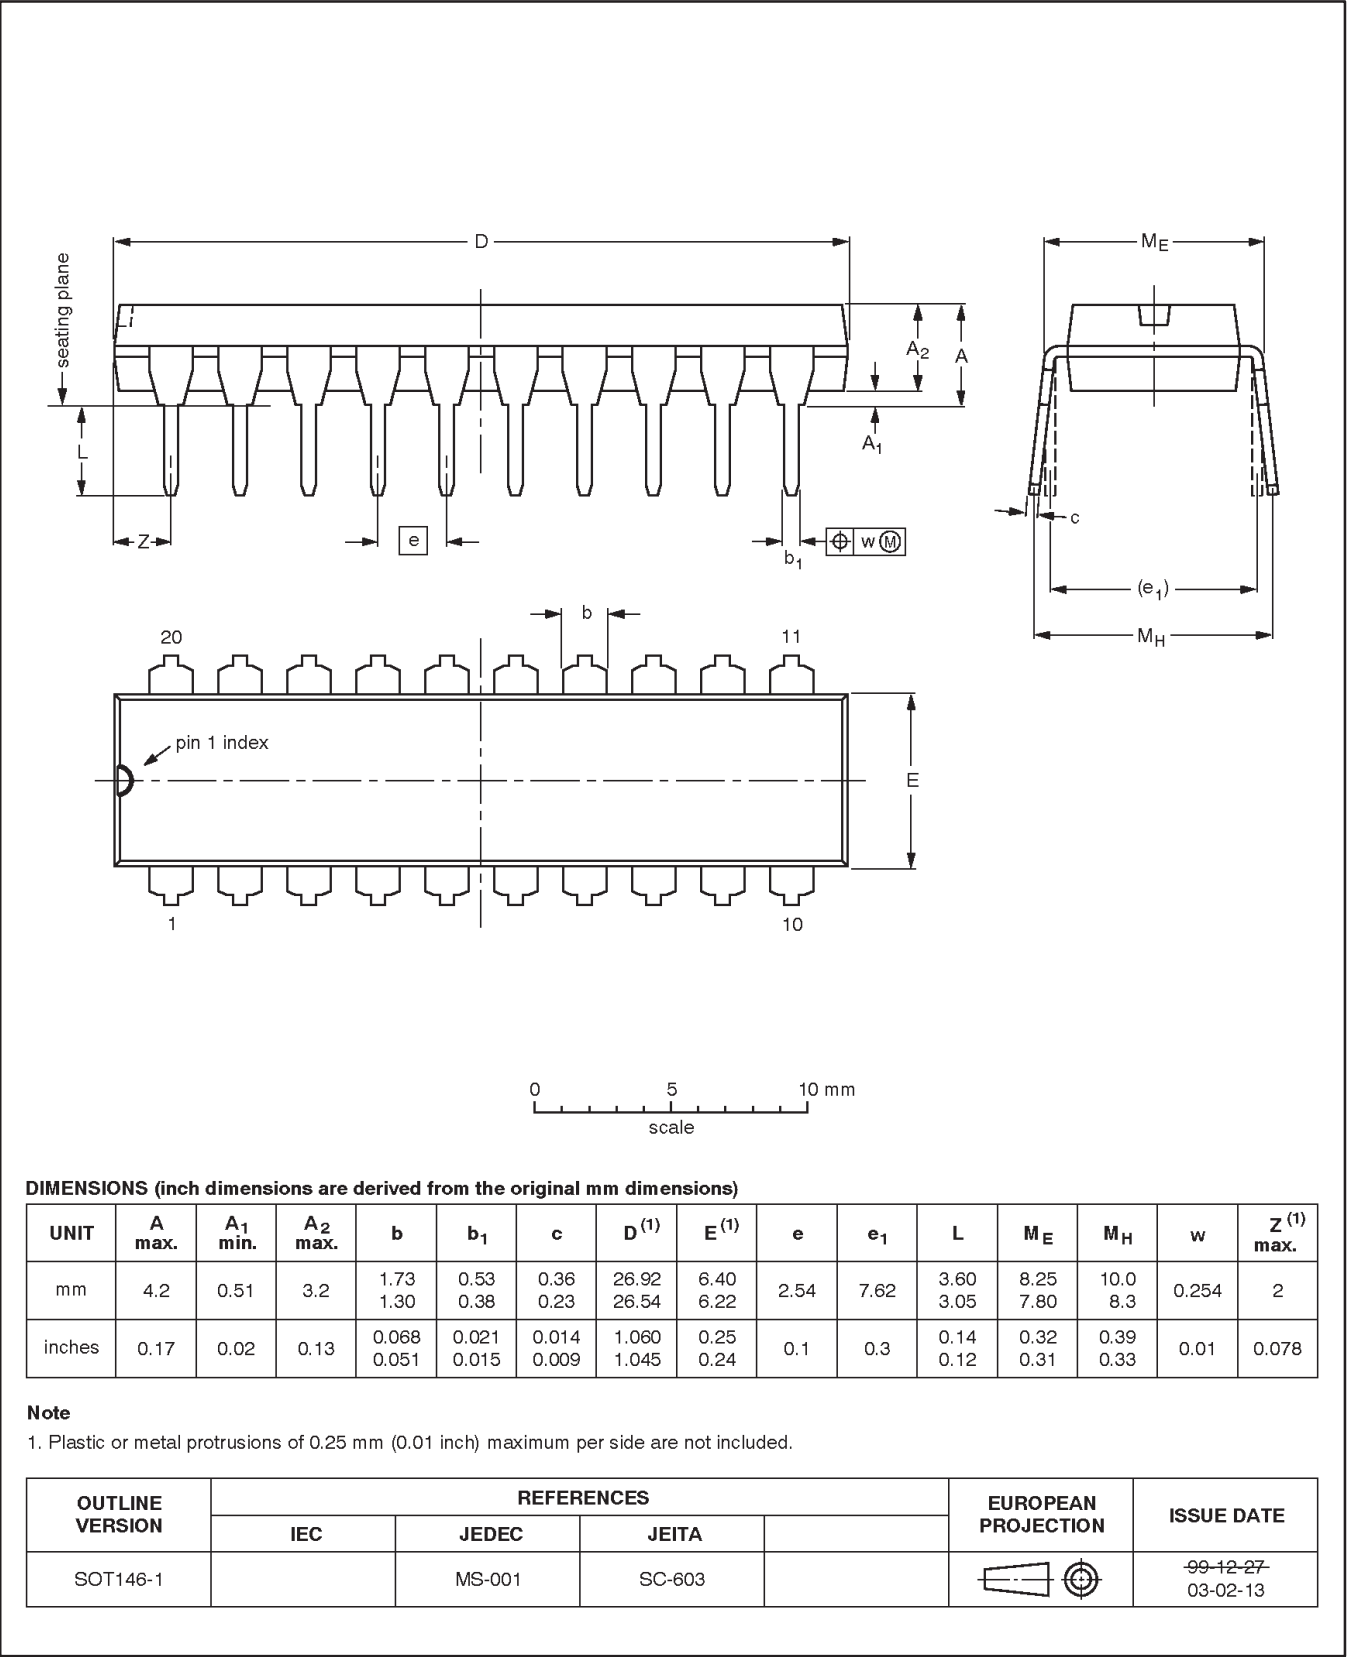 D
M E
seating plane
A2
A
L
A1
Z
e
b1
w M
c
(e1)
M H
b
20
11
pin 1 index
E
1
10
0 5 10 mm
scale
DIMENSIONS (inch dimensions are derived from the original mm dimensions)
UNIT A max. A1 min. A2 max. b b1 c D(1) E(1) e e1 L ME MH w Z(1) max.
mm 4.2 0.51 3.2 1.73 1.30 0.53 0.38 0.36 0.23 26.92 26.54 6.40 6.22 2.54 7.62 3.60 3.05 8.25 7.80 10.0 8.3 0.254 2
inches 0.17 0.02 0.13 0.068 0.051 0.021 0.015 0.014 0.009 1.060 1.045 0.25 0.24 0.1 0.3 0.14 0.12 0.32 0.31 0.39 0.33 0.01 0.078
Note
1. Plastic or metal protrusions of 0.25 mm (0.01 inch) maximum per side are not included.
OUTLINE VERSION REFERENCES EUROPEAN PROJECTION ISSUE DATE
IEC JEDEC JEITA
SOT146-1 MS-001 SC-603 99-12-27
03-02-13